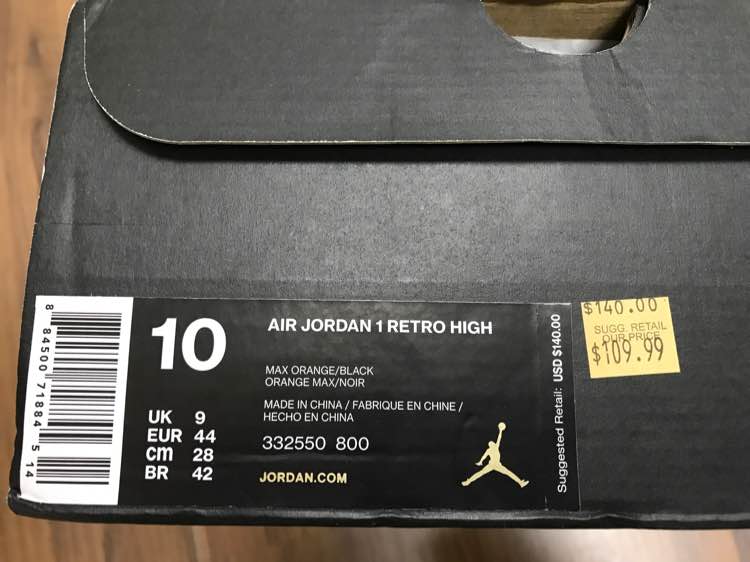 8 84500 71884 5 14
10
AIR JORDAN 1 RETRO HIGH
MAX ORANGE/BLACK
ORANGE MAX/NOIR
MADE IN CHINA / FABRIQUE EN CHINE /
HECHO EN CHINA
UK 9
EUR 44
cm 28
BR 42
332550 800
JORDAN.COM
Suggested Retail: USD $140.00
$140.00
SUGG. RETAIL
OUR PRICE
$109.99